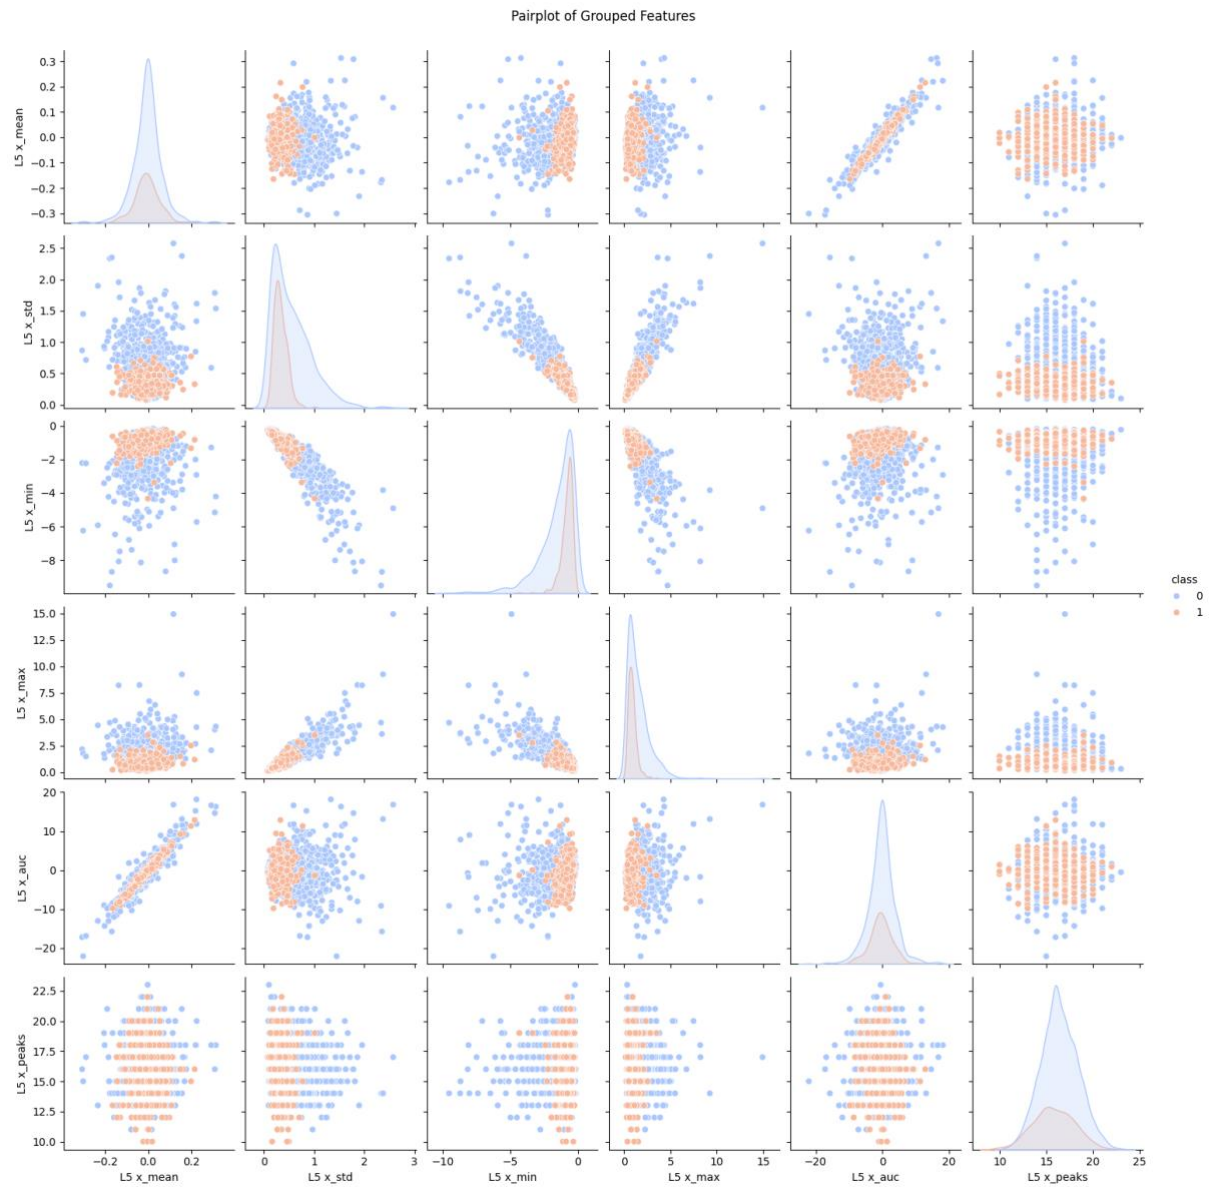 Pairplot of Grouped Features
L5 x_mean
0.3
0.2
0.1
0.0
−0.1
−0.2
−0.3
L5 x_std
2.5
2.0
1.5
1.0
0.5
0.0
L5 x_min
0
−2
−4
−6
−8
class
0
1
L5 x_max
15.0
12.5
10.0
7.5
5.0
2.5
0.0
L5 x_auc
20
10
0
−10
−20
L5 x_peaks
22.5
20.0
17.5
15.0
12.5
10.0
−0.2 0.0 0.2
L5 x_mean
0 1 2 3
L5 x_std
−10 −5 0
L5 x_min
0 5 10 15
L5 x_max
−20 0 20
L5 x_auc
10 15 20 25
L5 x_peaks